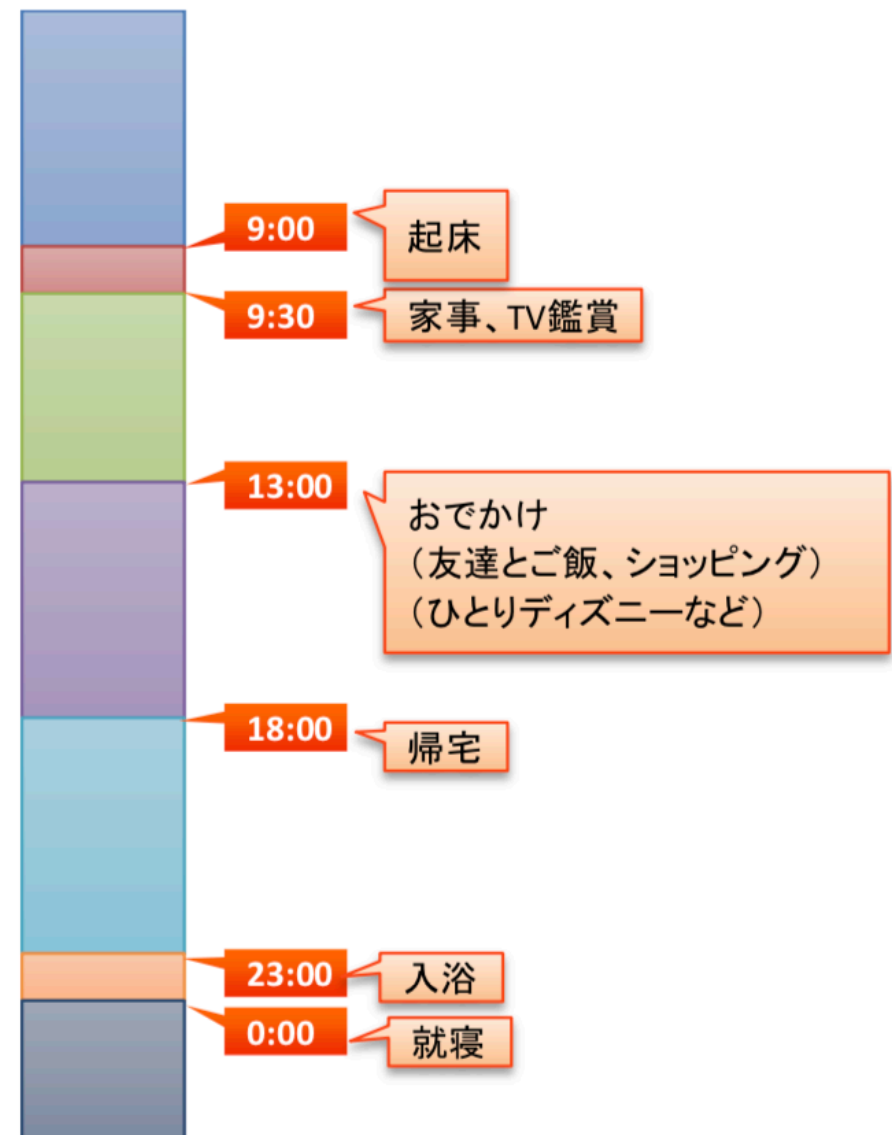 9:00
起床
9:30
家事、TV鑑賞
13:00
おでかけ
（友達とご飯、ショッピング）
（ひとりディズニーなど）
18:00
帰宅
23:00
入浴
0:00
就寝